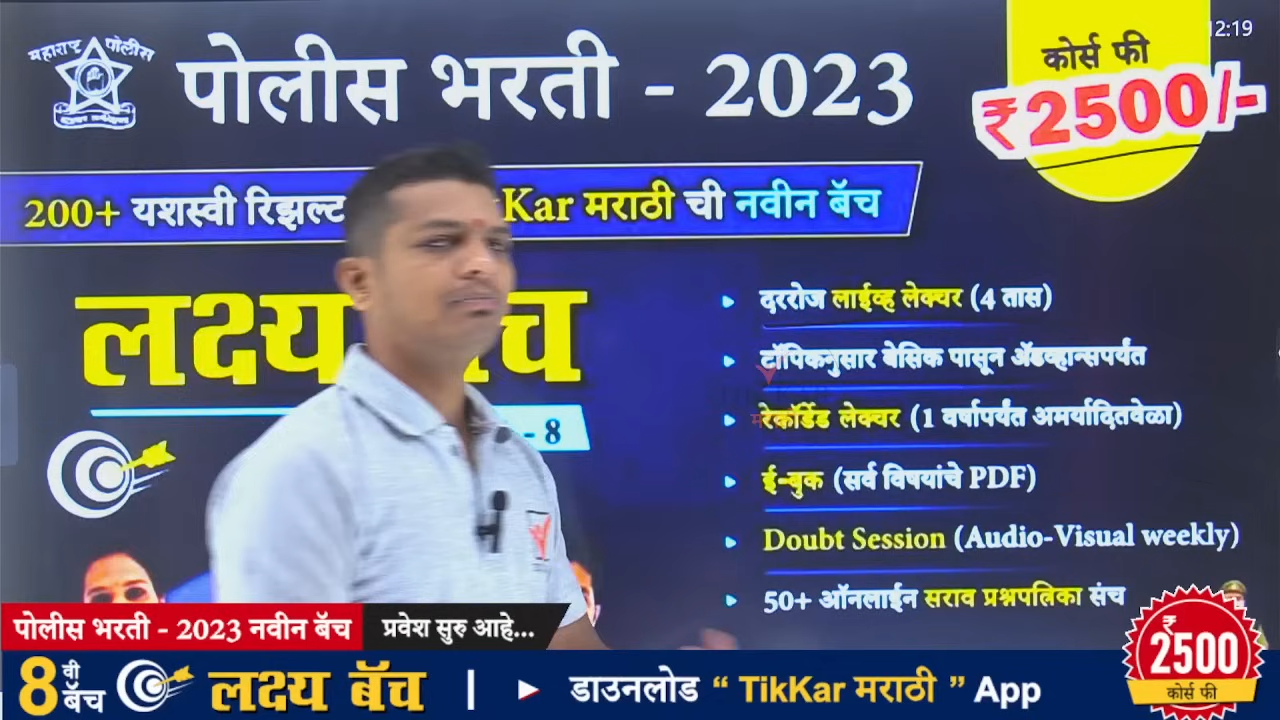 12:19
महाराष्ट्र पोलीस
पोलीस भरती - 2023
कोर्स फी
₹2500/-
200+ यशस्वी रिझल्ट
Kar मराठी ची नवीन बॅच
लक्ष्य बॅच
- 8
दररोज लाईव्ह लेक्चर (4 तास)
टॉपिकनुसार बेसिक पासून ॲडव्हान्सपर्यंत
रेकॉर्डेड लेक्चर (1 वर्षापर्यंत अमर्यादितवेळा)
ई-बुक (सर्व विषयांचे PDF)
Doubt Session (Audio-Visual weekly)
50+ ऑनलाईन सराव प्रश्नपत्रिका संच
पोलीस भरती - 2023 नवीन बॅच
प्रवेश सुरु आहे...
₹
2500
कोर्स फी
8 वी बॅच
लक्ष्य बॅच | डाउनलोड “ TikKar मराठी ” App